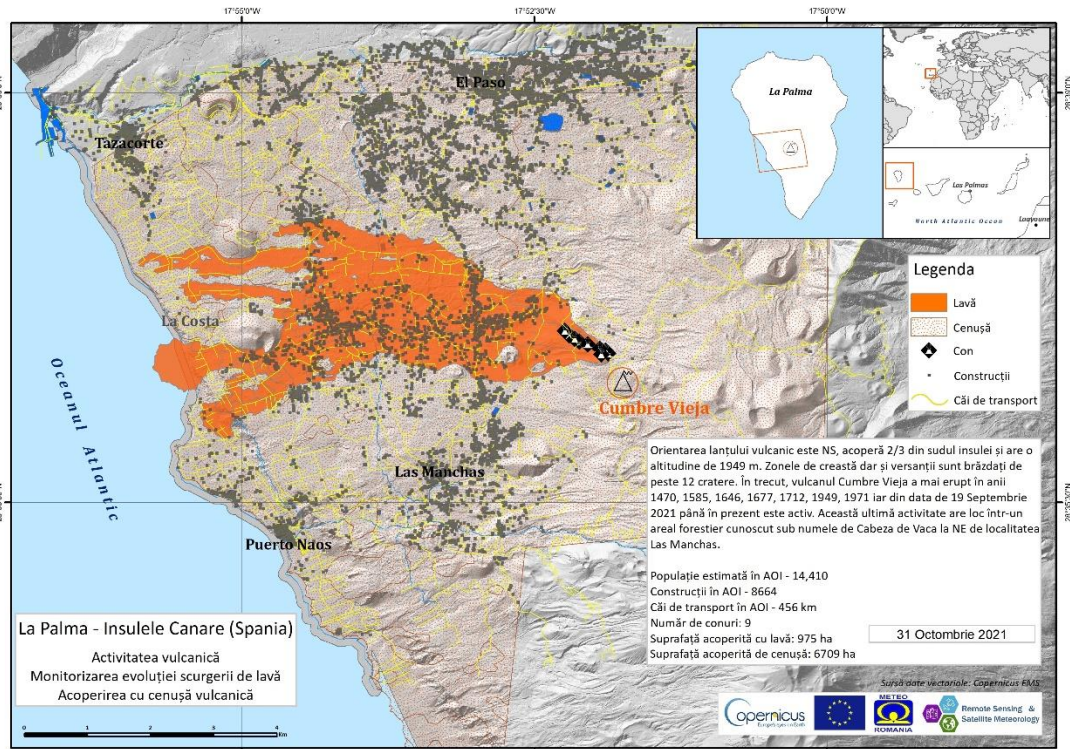 17°55'0"W
17°52'30"W
17°50'0"W
El Paso
Tazacorte
La Costa
Oceanul Atlantic
Cumbre Vieja
Las Manchas
Puerto Naos
La Palma
Las Palmas
North Atlantic Ocean
Laayoune
Legenda
Lavă
Cenușă
Con
Construcții
Căi de transport
Orientarea lanțului vulcanic este NS, acoperă 2/3 din sudul insulei și are o
altitudine de 1949 m. Zonele de creastă dar și versanții sunt brăzdați de
peste 12 cratere. În trecut, vulcanul Cumbre Vieja a mai erupt în anii
1470, 1585, 1646, 1677, 1712, 1949, 1971 iar din data de 19 Septembrie
2021 până în prezent este activ. Această ultimă activitate are loc într-un
areal forestier cunoscut sub numele de Cabeza de Vaca la NE de localitatea
Las Manchas.
Populație estimată în AOI - 14,410
Construcții în AOI - 8664
Căi de transport în AOI - 456 km
Număr de conuri: 9
Suprafață acoperită cu lavă: 975 ha
Suprafață acoperită de cenușă: 6709 ha
31 Octombrie 2021
La Palma - Insulele Canare (Spania)
Activitatea vulcanică
Monitorizarea evoluției scurgerii de lavă
Acoperirea cu cenușă vulcanică
0 1 2 3 4
Km
Sursă date vectoriale: Copernicus EMS
Copernicus
Europe's eyes on Earth
METEO
ROMANIA
Remote Sensing &
Satellite Meteorology